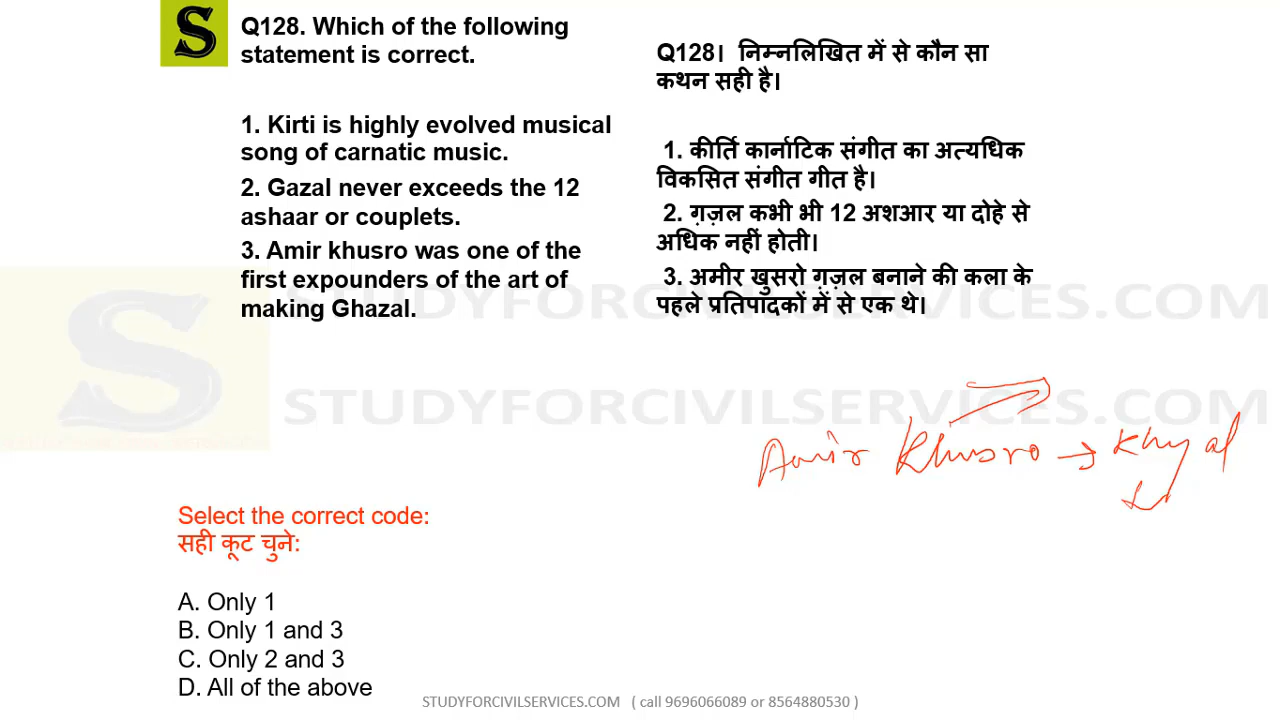 S
Q128. Which of the following
statement is correct.
1. Kirti is highly evolved musical
song of carnatic music.
2. Gazal never exceeds the 12
ashaar or couplets.
3. Amir khusro was one of the
first expounders of the art of
making Ghazal.
Q128। निम्नलिखित में से कौन सा
कथन सही है।
1. कीर्ति कार्नाटिक संगीत का अत्यधिक
विकसित संगीत गीत है।
2. ग़ज़ल कभी भी 12 अशआर या दोहे से
अधिक नहीं होती।
3. अमीर खुसरो ग़ज़ल बनाने की कला के
पहले प्रतिपादकों में से एक थे।
STUDYFORCIVILSERVICES.COM
S
STUDYFORCIVILSERVICES.COM
Amir Khusro → Khyal
Select the correct code:
सही कूट चुने:
A. Only 1
B. Only 1 and 3
C. Only 2 and 3
D. All of the above
STUDYFORCIVILSERVICES.COM ( call 9696066089 or 8564880530 )